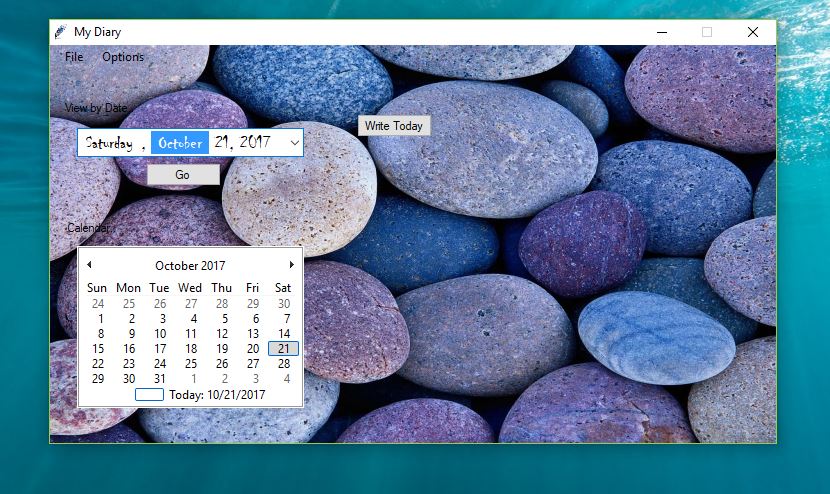 My Diary
File Options
View by Date
Saturday , October 21, 2017
Write Today
Go
Calendar
October 2017
Sun Mon Tue Wed Thu Fri Sat
24 25 26 27 28 29 30
1 2 3 4 5 6 7
8 9 10 11 12 13 14
15 16 17 18 19 20 21
22 23 24 25 26 27 28
29 30 31 1 2 3 4
Today: 10/21/2017